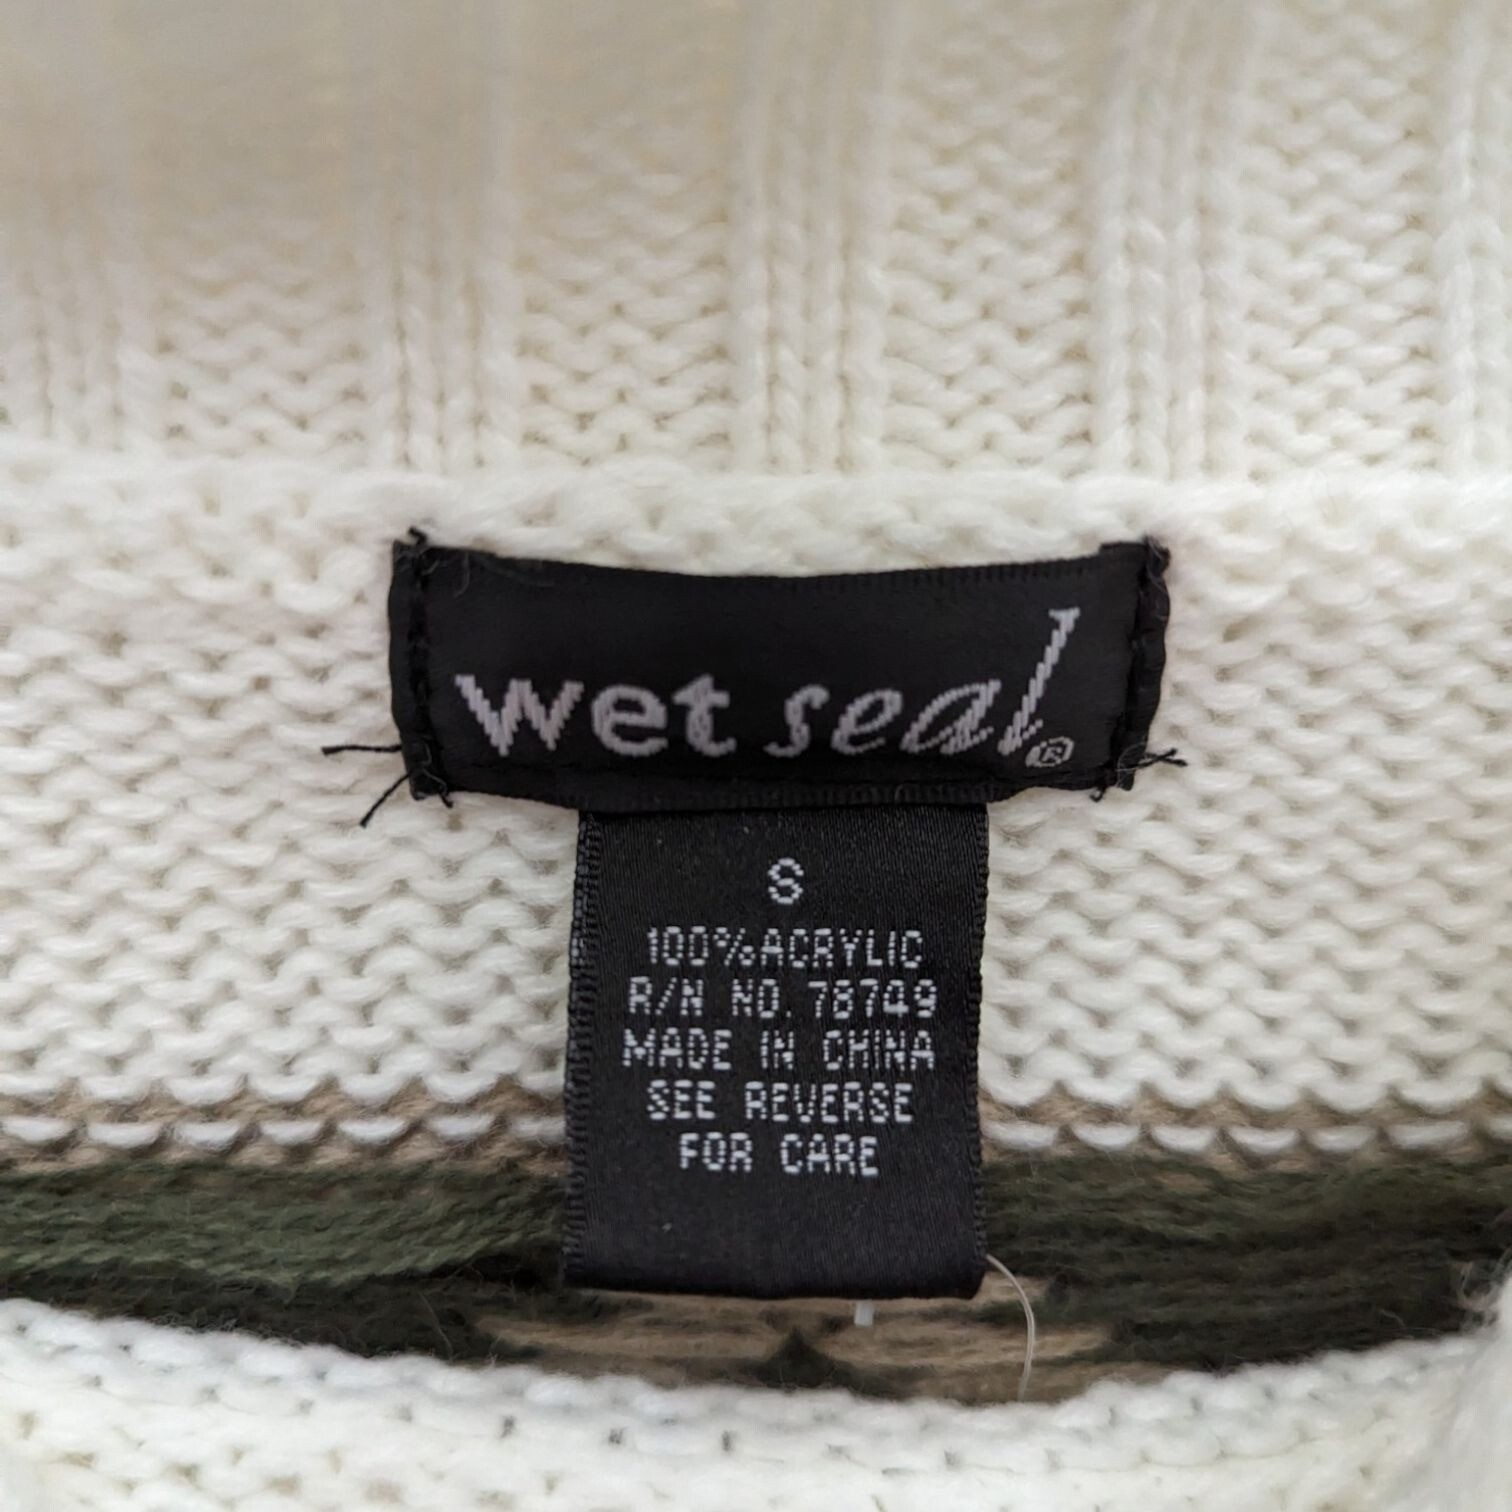 wet seal®
S
100% ACRYLIC
R/N NO. 78749
MADE IN CHINA
SEE REVERSE
FOR CARE